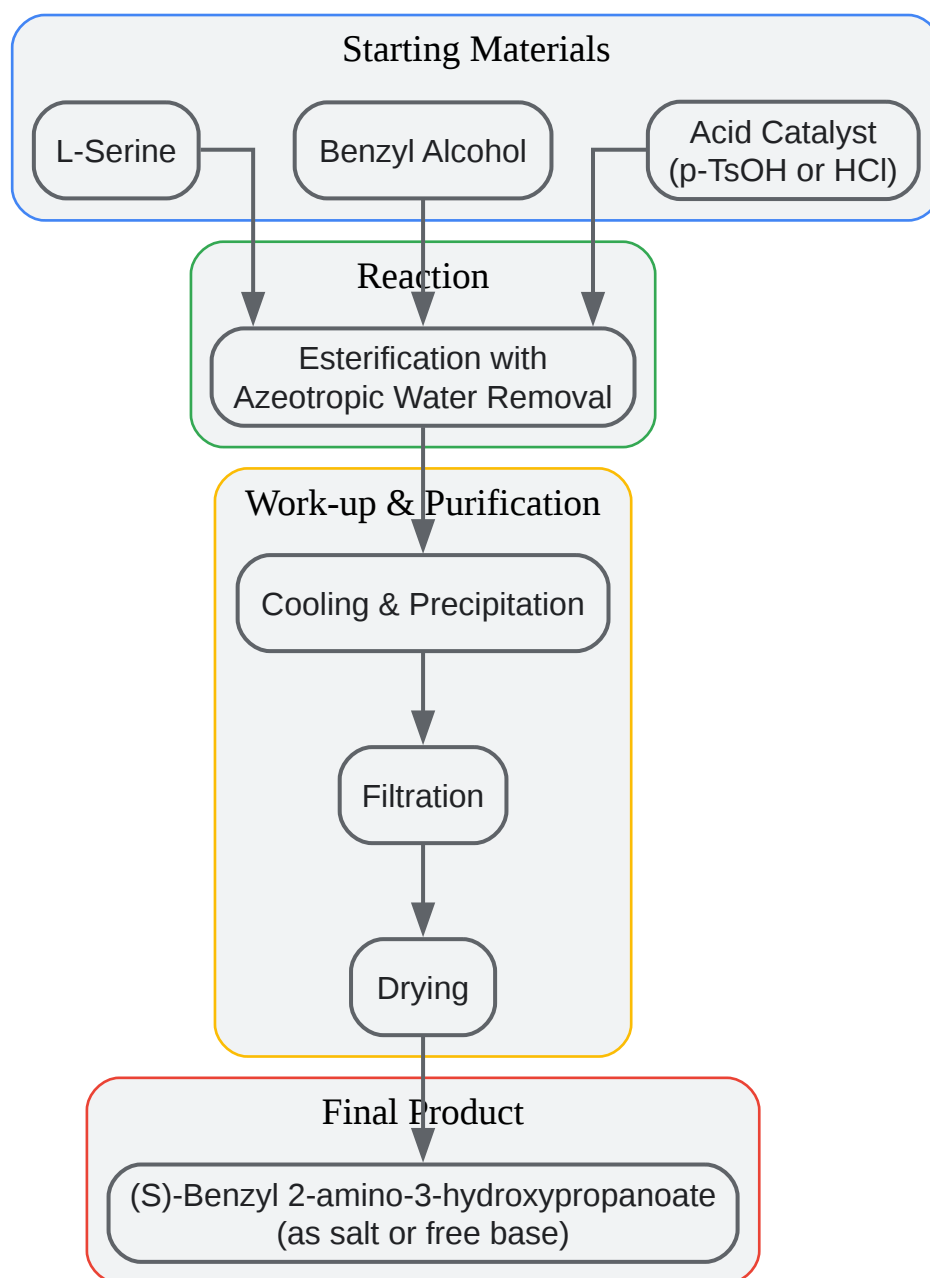 Starting Materials
L-Serine
Benzyl Alcohol
Acid Catalyst
(p-TsOH or HCl)
Reaction
Esterification with
Azeotropic Water Removal
Work-up & Purification
Cooling & Precipitation
Filtration
Drying
Final Product
(S)-Benzyl 2-amino-3-hydroxypropanoate
(as salt or free base)